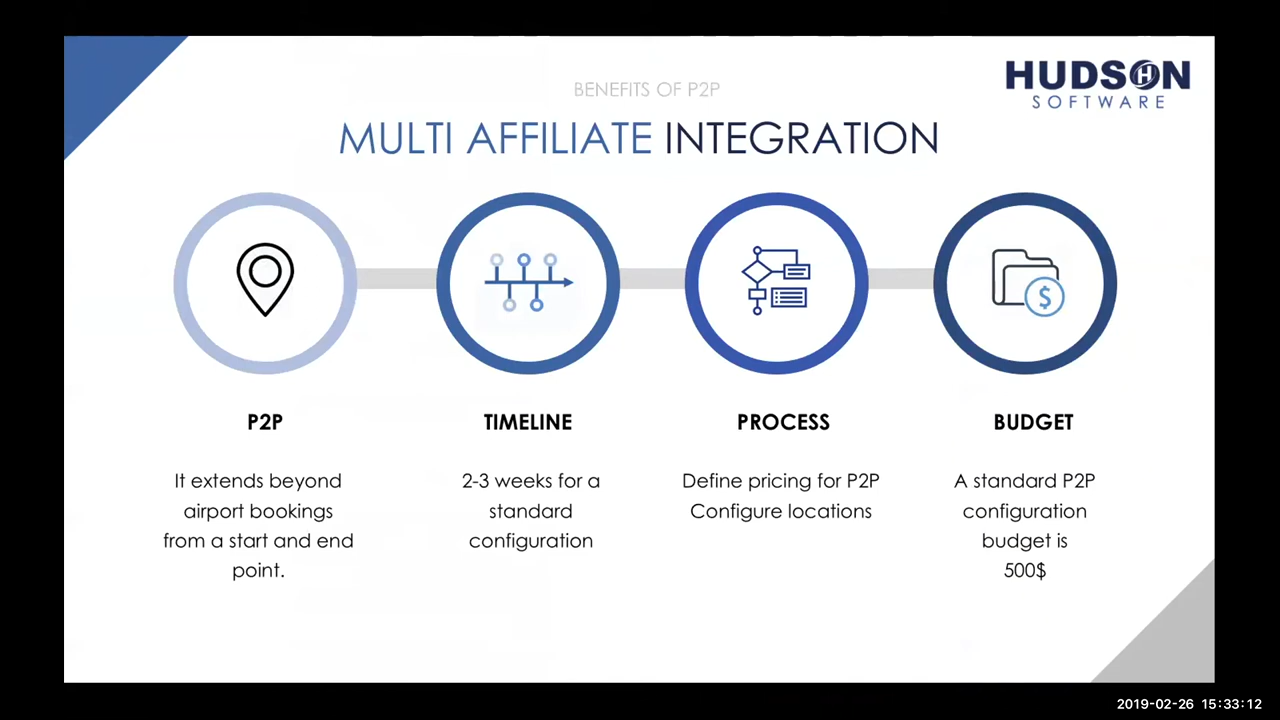 HUDSON
SOFTWARE
BENEFITS OF P2P
MULTI AFFILIATE INTEGRATION
$
P2P
It extends beyond
airport bookings
from a start and end
point.
TIMELINE
2-3 weeks for a
standard
configuration
PROCESS
Define pricing for P2P
Configure locations
BUDGET
A standard P2P
configuration
budget is
500$
2019-02-26 15:33:12